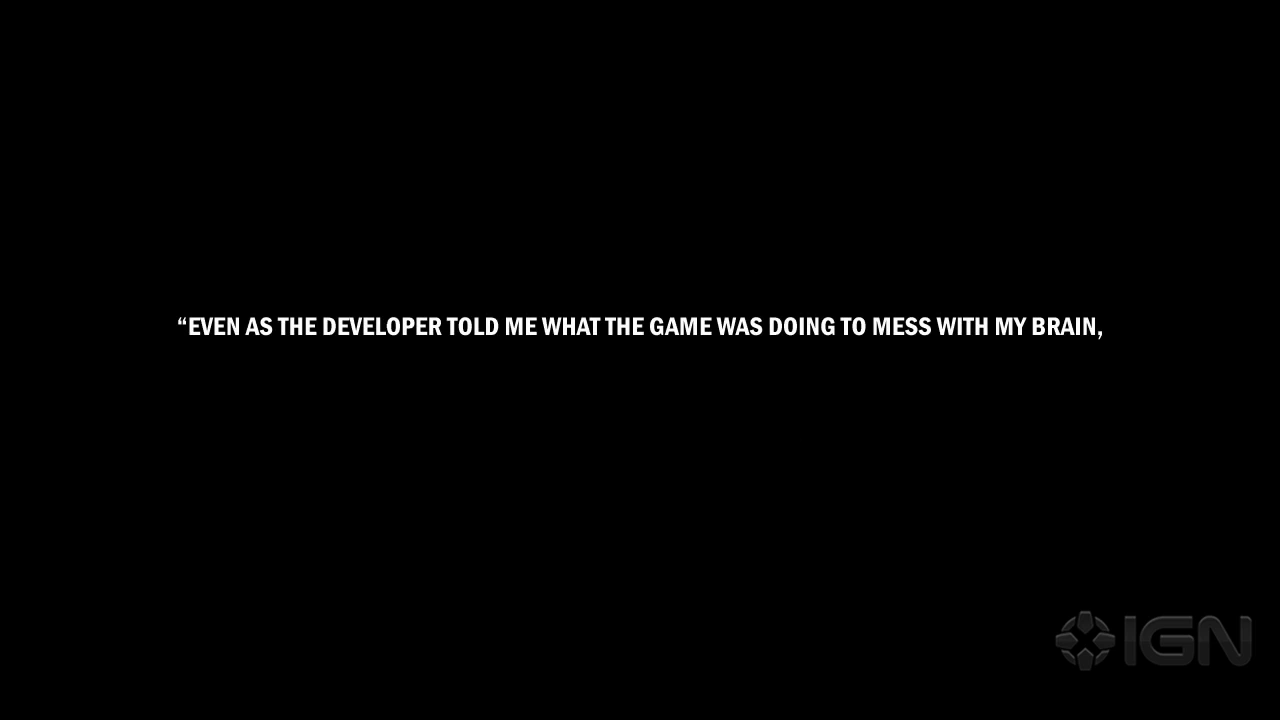 “EVEN AS THE DEVELOPER TOLD ME WHAT THE GAME WAS DOING TO MESS WITH MY BRAIN,
IGN